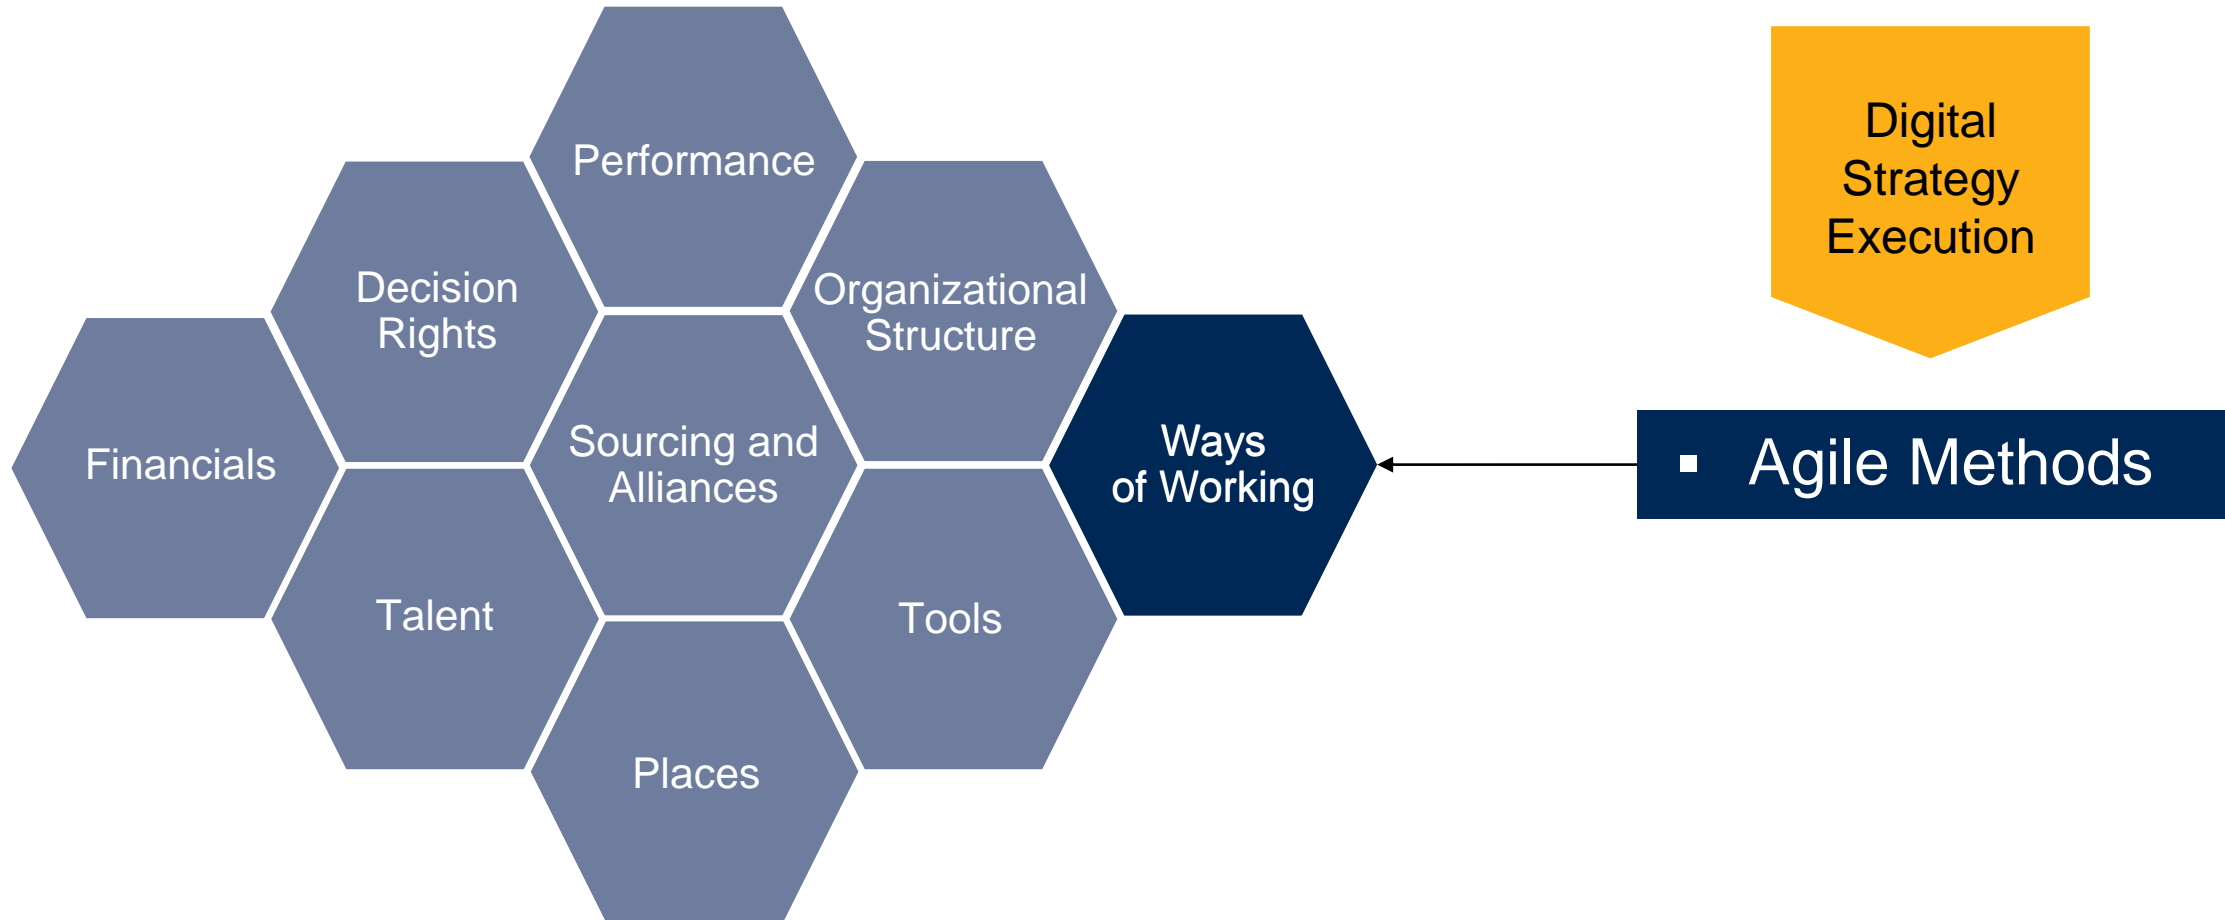 Performance
Decision
Rights
Organizational
Structure
Financials
Sourcing and
Alliances
Ways
of Working
Talent
Tools
Places
Digital
Strategy
Execution
▪ Agile Methods